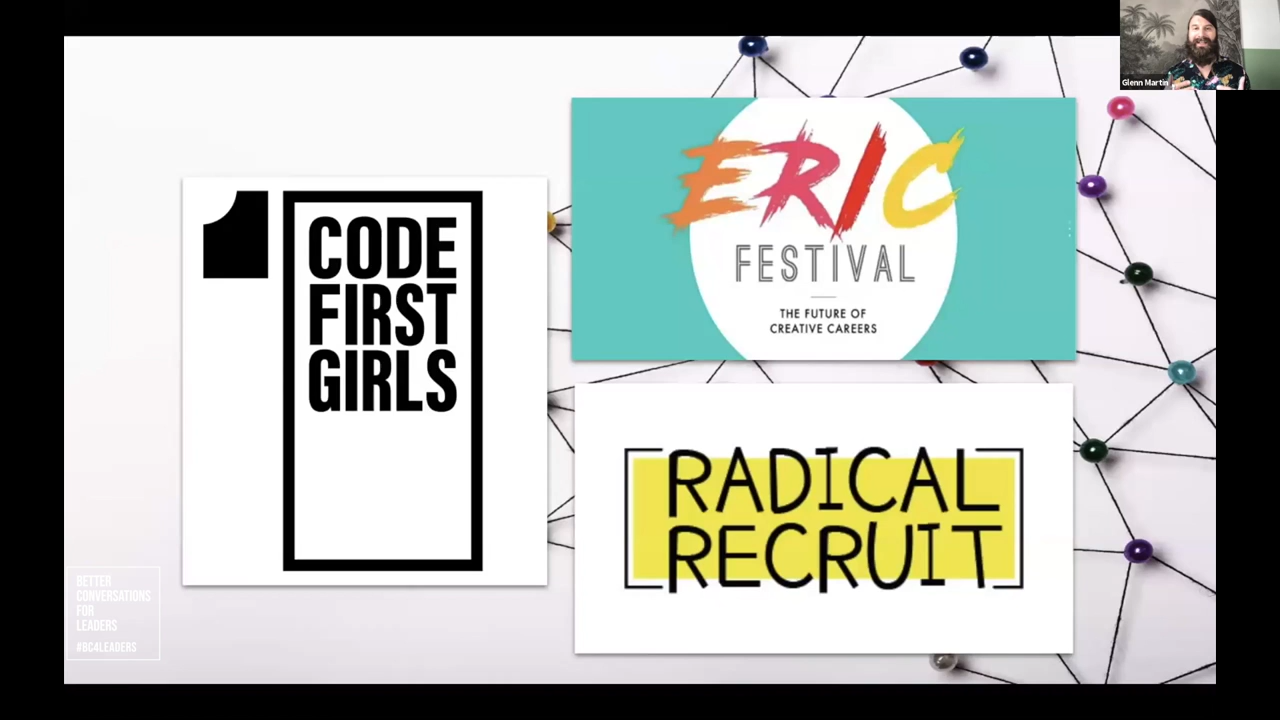 Glenn Martin
1
CODE
FIRST
GIRLS
ERIC
FESTIVAL
THE FUTURE OF
CREATIVE CAREERS
RADICAL
RECRUIT
BETTER
CONVERSATIONS
FOR
LEADERS
#BC4LEADERS